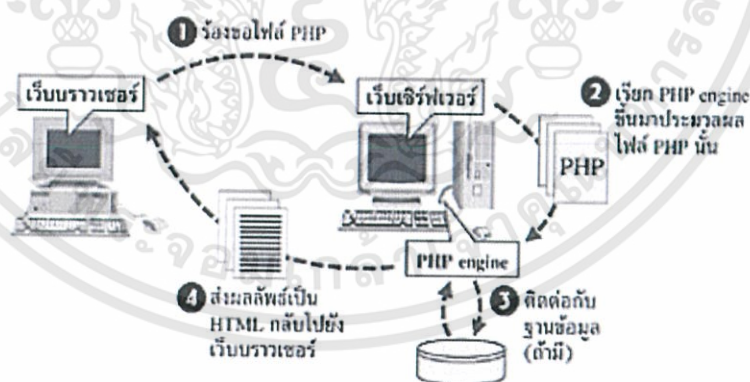 1 ร้องขอไฟล์ PHP
เว็บบราวเซอร์
เว็บเซิร์ฟเวอร์
2 เรียก PHP engine
ขึ้นมาประมวลผล
ไฟล์ PHP นั้น
PHP
PHP engine
3 ติดต่อกับ
ฐานข้อมูล
(ถ้ามี)
4 ส่งผลลัพธ์เป็น
HTML กลับไปยัง
เว็บบราวเซอร์